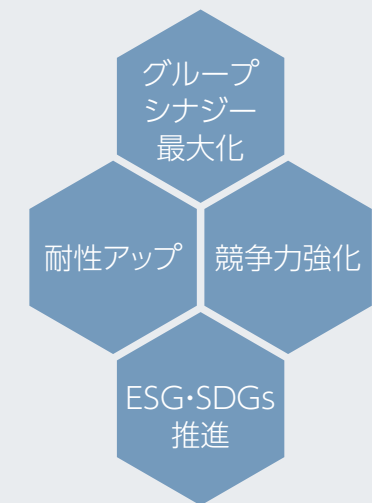 グループ
シナジー
最大化
耐性アップ
競争力強化
ESG・SDGs
推進